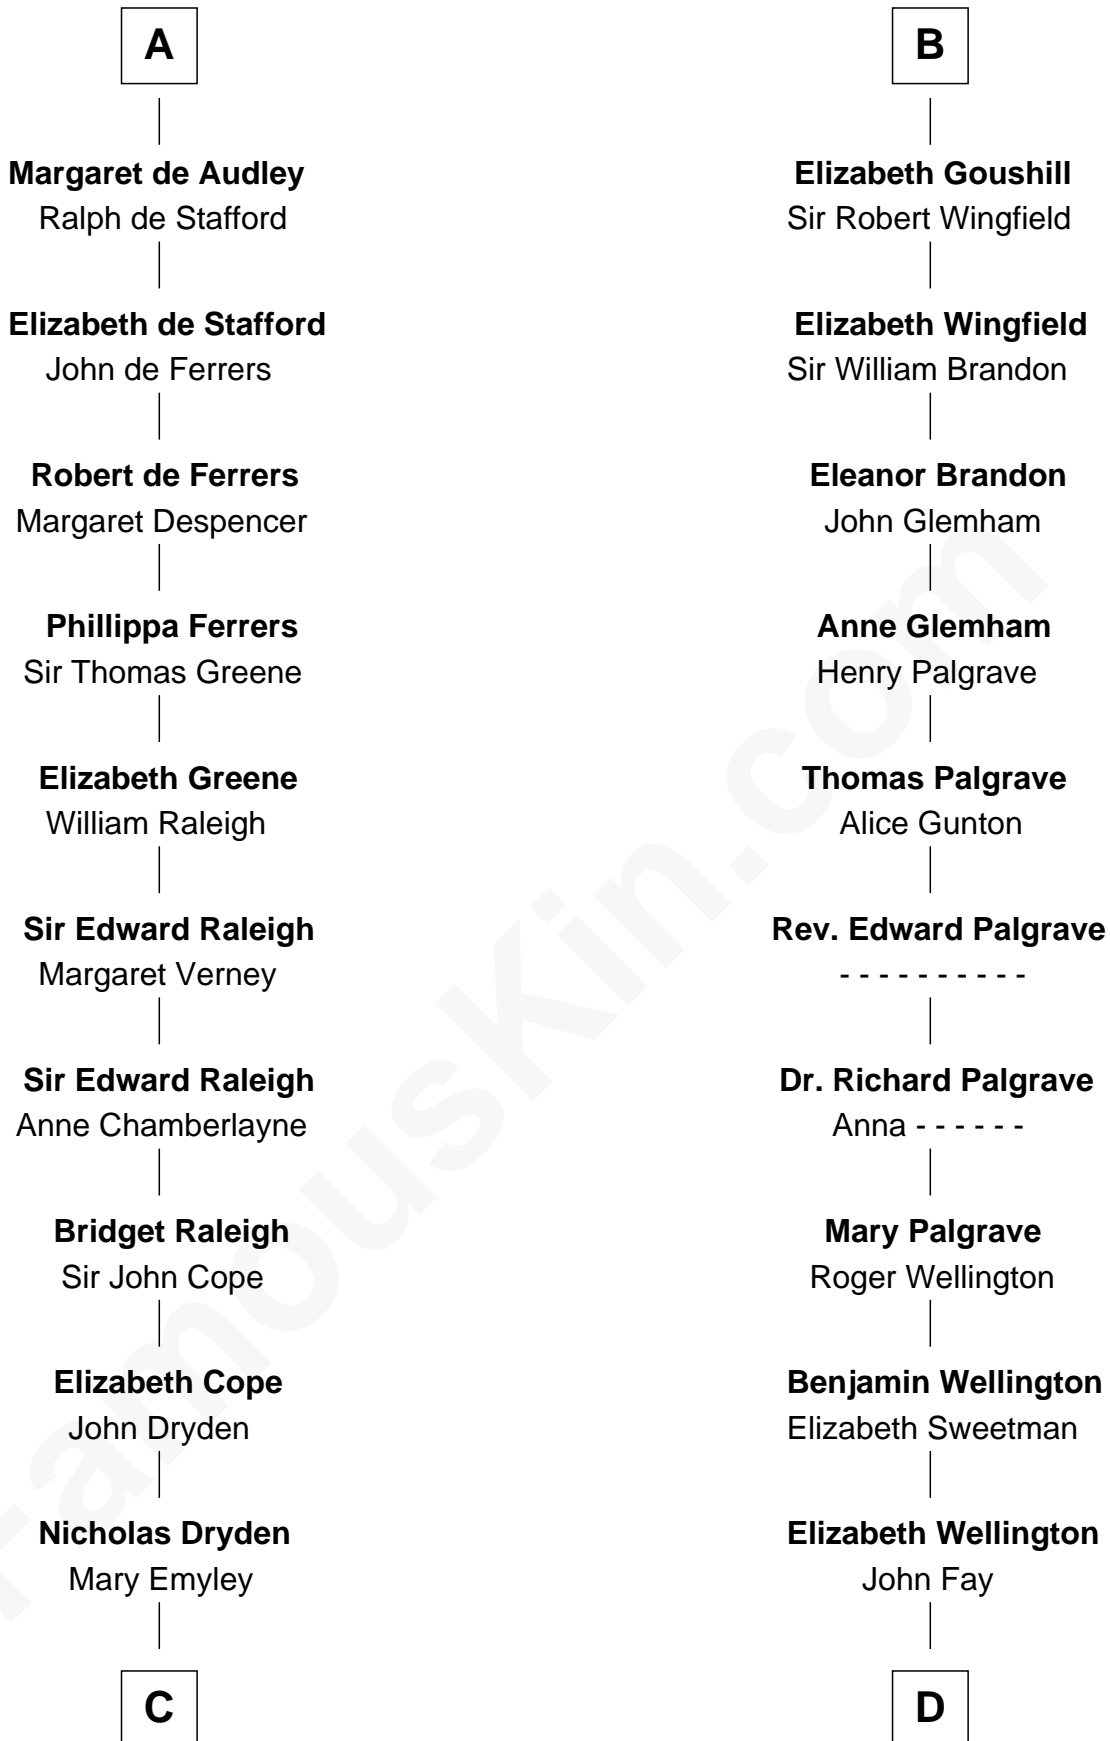 A
Margaret de Audley
Ralph de Stafford
Elizabeth de Stafford
John de Ferrers
Robert de Ferrers
Margaret Despencer
Phillippa Ferrers
Sir Thomas Greene
Elizabeth Greene
William Raleigh
Sir Edward Raleigh
Margaret Verney
Sir Edward Raleigh
Anne Chamberlayne
Bridget Raleigh
Sir John Cope
Elizabeth Cope
John Dryden
Nicholas Dryden
Mary Emyley
C
B
Elizabeth Goushill
Sir Robert Wingfield
Elizabeth Wingfield
Sir William Brandon
Eleanor Brandon
John Glemham
Anne Glemham
Henry Palgrave
Thomas Palgrave
Alice Gunton
Rev. Edward Palgrave
- - - - - - - - - -
Dr. Richard Palgrave
Anna - - - - - -
Mary Palgrave
Roger Wellington
Benjamin Wellington
Elizabeth Sweetman
Elizabeth Wellington
John Fay
D
FamousKin.com